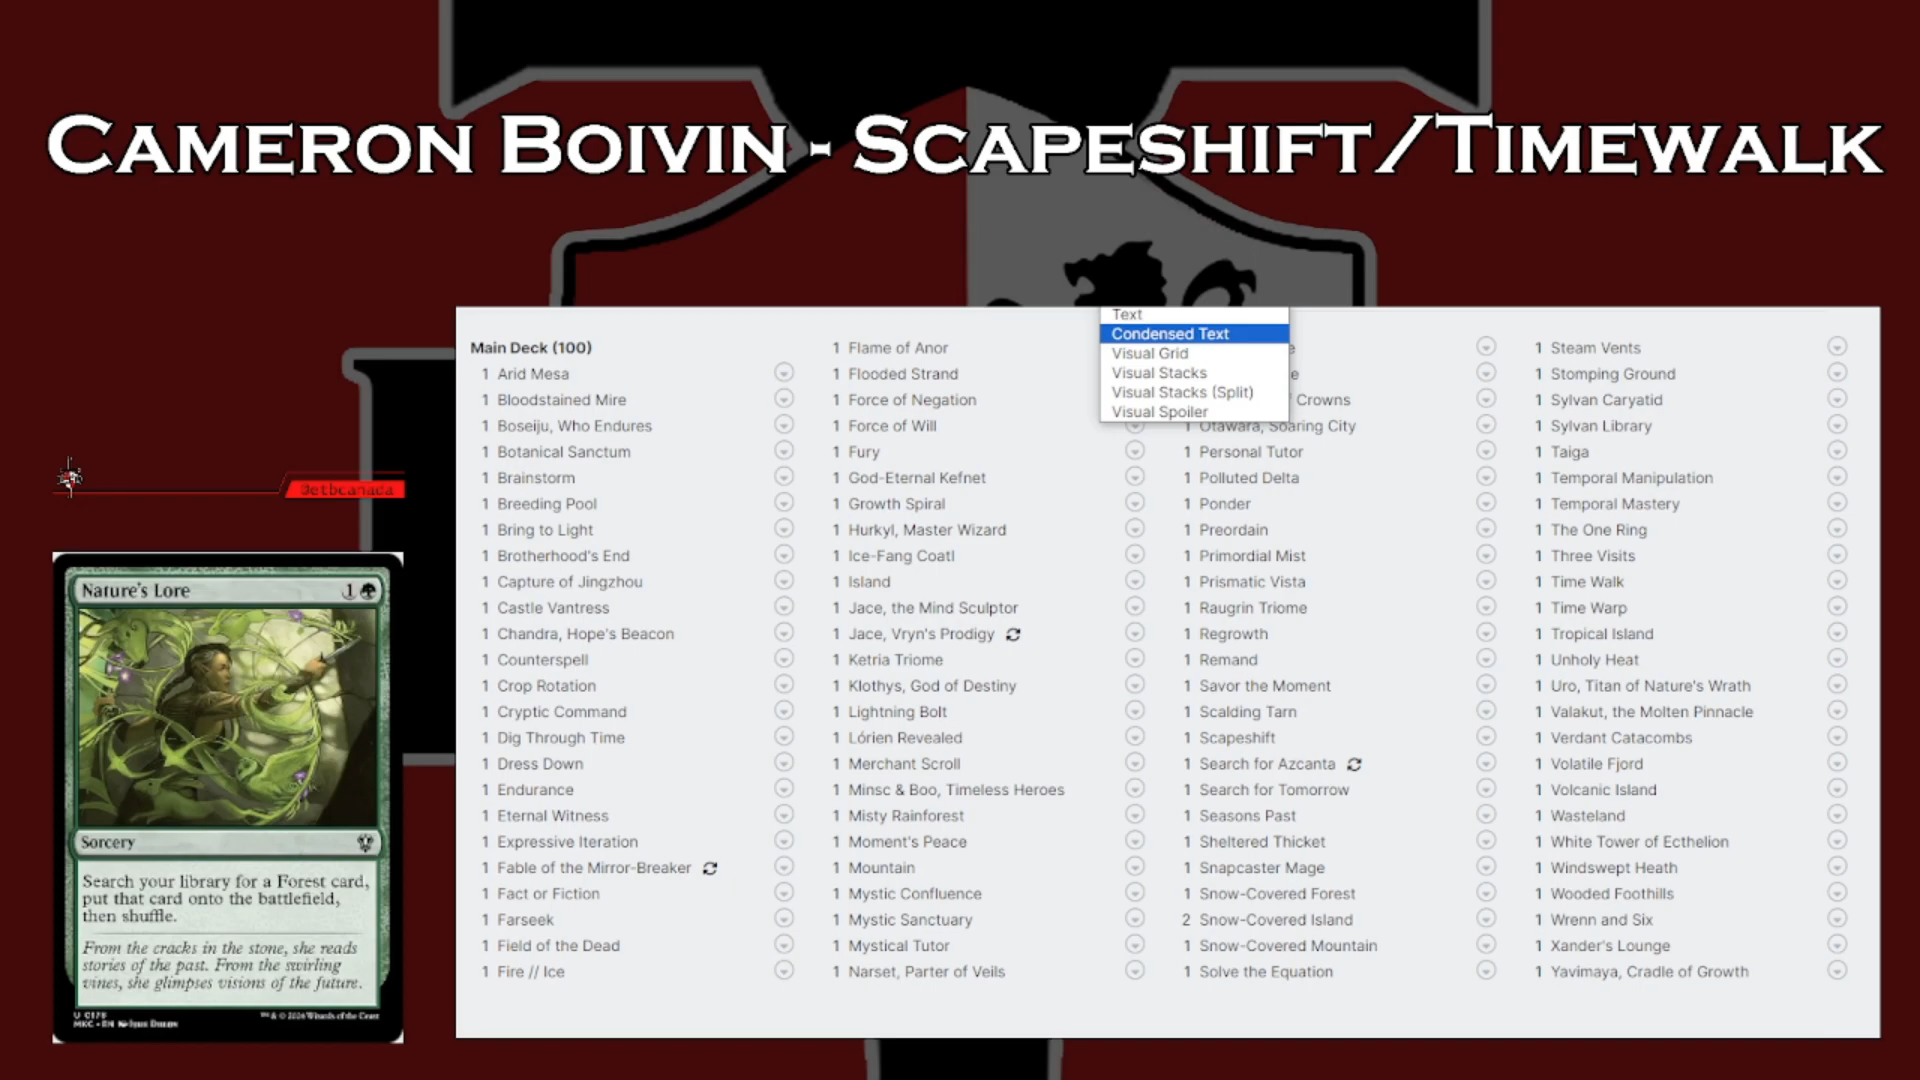 CAMERON BOIVIN - SCAPESHIFT/TIMEWALK
@etbcanada
Nature's Lore 1
Sorcery
Search your library for a Forest card,
put that card onto the battlefield,
then shuffle.
From the cracks in the stone, she reads
stories of the past. From the swirling
vines, she glimpses visions of the future.
U 0178
MKC • EN
™ & © 2024 Wizards of the Coast
Main Deck (100)
1 Arid Mesa
1 Bloodstained Mire
1 Boseiju, Who Endures
1 Botanical Sanctum
1 Brainstorm
1 Breeding Pool
1 Bring to Light
1 Brotherhood's End
1 Capture of Jingzhou
1 Castle Vantress
1 Chandra, Hope's Beacon
1 Counterspell
1 Crop Rotation
1 Cryptic Command
1 Dig Through Time
1 Dress Down
1 Endurance
1 Eternal Witness
1 Expressive Iteration
1 Fable of the Mirror-Breaker
1 Fact or Fiction
1 Farseek
1 Field of the Dead
1 Fire // Ice
1 Flame of Anor
1 Flooded Strand
1 Force of Negation
1 Force of Will
1 Fury
1 God-Eternal Kefnet
1 Growth Spiral
1 Hurkyl, Master Wizard
1 Ice-Fang Coatl
1 Island
1 Jace, the Mind Sculptor
1 Jace, Vryn's Prodigy
1 Ketria Triome
1 Klothys, God of Destiny
1 Lightning Bolt
1 Lórien Revealed
1 Merchant Scroll
1 Minsc & Boo, Timeless Heroes
1 Misty Rainforest
1 Moment's Peace
1 Mountain
1 Mystic Confluence
1 Mystic Sanctuary
1 Mystical Tutor
1 Narset, Parter of Veils
Text
Condensed Text
Visual Grid
Visual Stacks
Visual Stacks (Split)
Visual Spoiler
e
e
Crowns
1 Otawara, Soaring City
1 Personal Tutor
1 Polluted Delta
1 Ponder
1 Preordain
1 Primordial Mist
1 Prismatic Vista
1 Raugrin Triome
1 Regrowth
1 Remand
1 Savor the Moment
1 Scalding Tarn
1 Scapeshift
1 Search for Azcanta
1 Search for Tomorrow
1 Seasons Past
1 Sheltered Thicket
1 Snapcaster Mage
1 Snow-Covered Forest
2 Snow-Covered Island
1 Snow-Covered Mountain
1 Solve the Equation
1 Steam Vents
1 Stomping Ground
1 Sylvan Caryatid
1 Sylvan Library
1 Taiga
1 Temporal Manipulation
1 Temporal Mastery
1 The One Ring
1 Three Visits
1 Time Walk
1 Time Warp
1 Tropical Island
1 Unholy Heat
1 Uro, Titan of Nature's Wrath
1 Valakut, the Molten Pinnacle
1 Verdant Catacombs
1 Volatile Fjord
1 Volcanic Island
1 Wasteland
1 White Tower of Ecthelion
1 Windswept Heath
1 Wooded Foothills
1 Wrenn and Six
1 Xander's Lounge
1 Yavimaya, Cradle of Growth